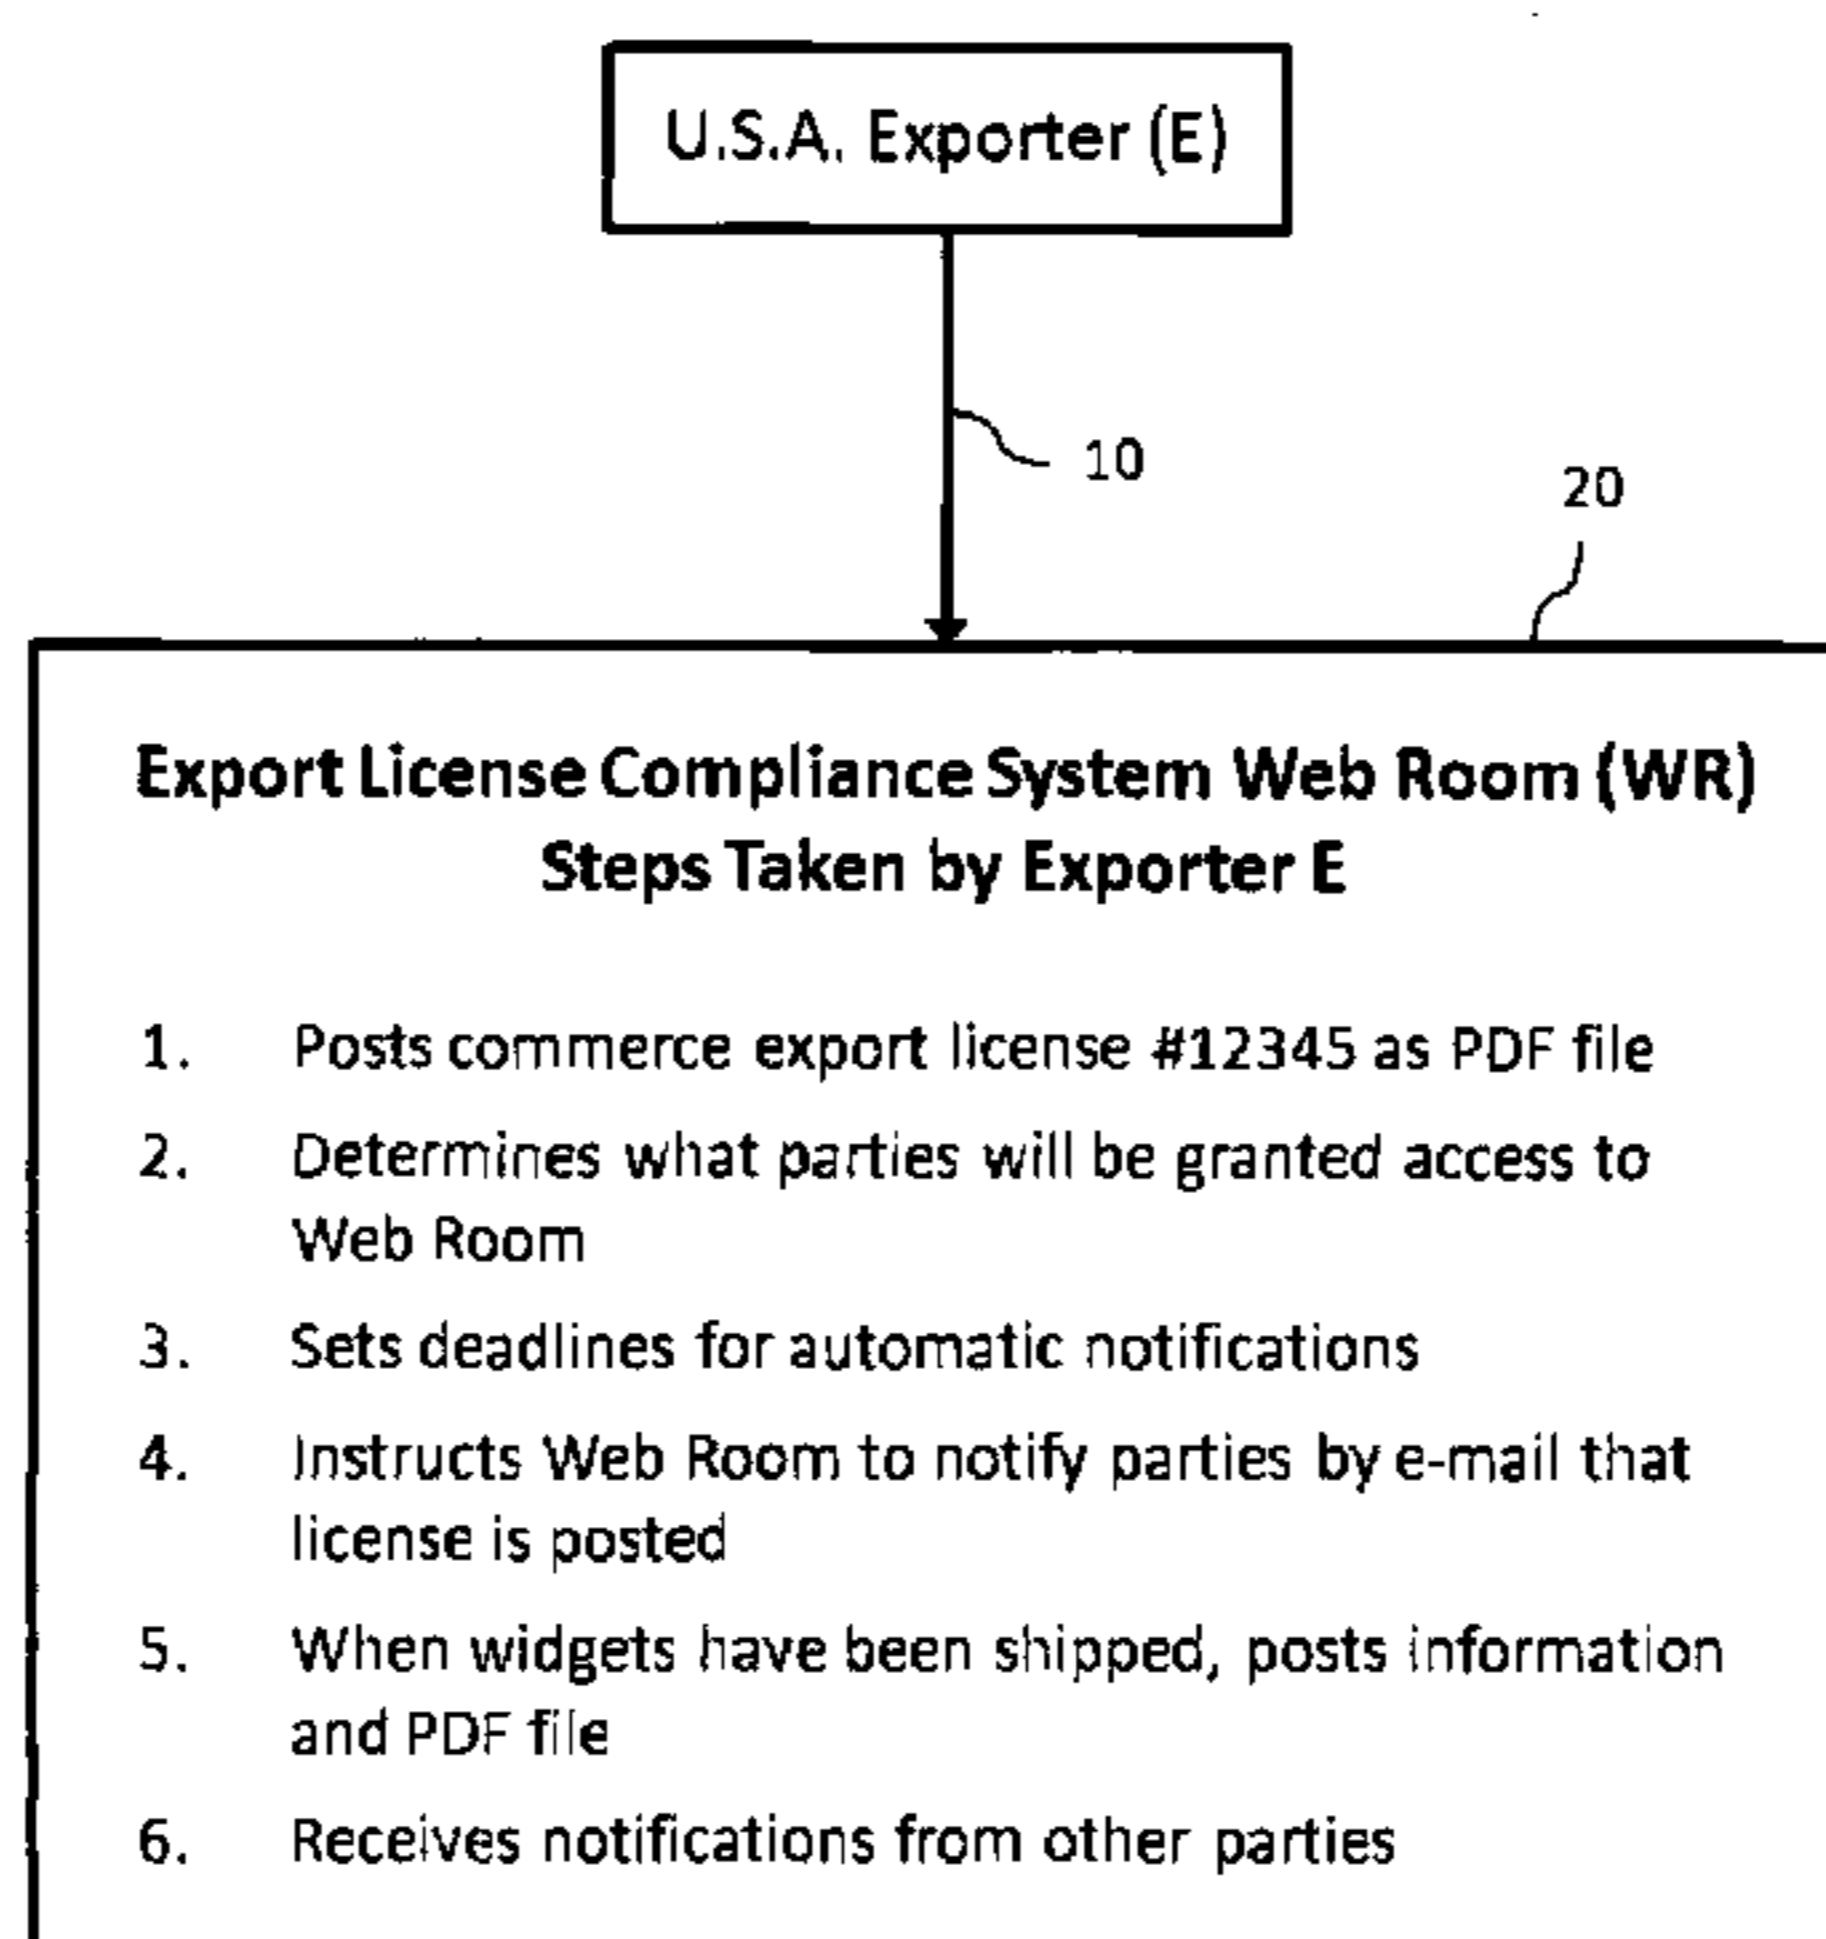 U.S.A. Exporter (E)
10
20
Export License Compliance System Web Room (WR)
Steps Taken by Exporter E
1. Posts commerce export license #12345 as PDF file
2. Determines what parties will be granted access to
Web Room
3. Sets deadlines for automatic notifications
4. Instructs Web Room to notify parties by e-mail that
license is posted
5. When widgets have been shipped, posts information
and PDF file
6. Receives notifications from other parties